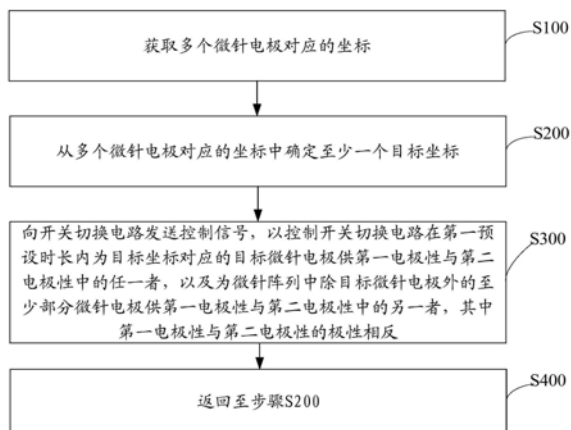 获取多个微针电极对应的坐标
S100
从多个微针电极对应的坐标中确定至少一个目标坐标
S200
向开关切换电路发送控制信号，以控制开关切换电路在第一预
设时长内为目标坐标对应的目标微针电极供第一电极性与第二
电极性中的任一者，以及为微针阵列中除目标微针电极外的至
少部分微针电极供第一电极性与第二电极性中的另一者，其中
第一电极性与第二电极性的极性相反
S300
返回至步骤S200
S400